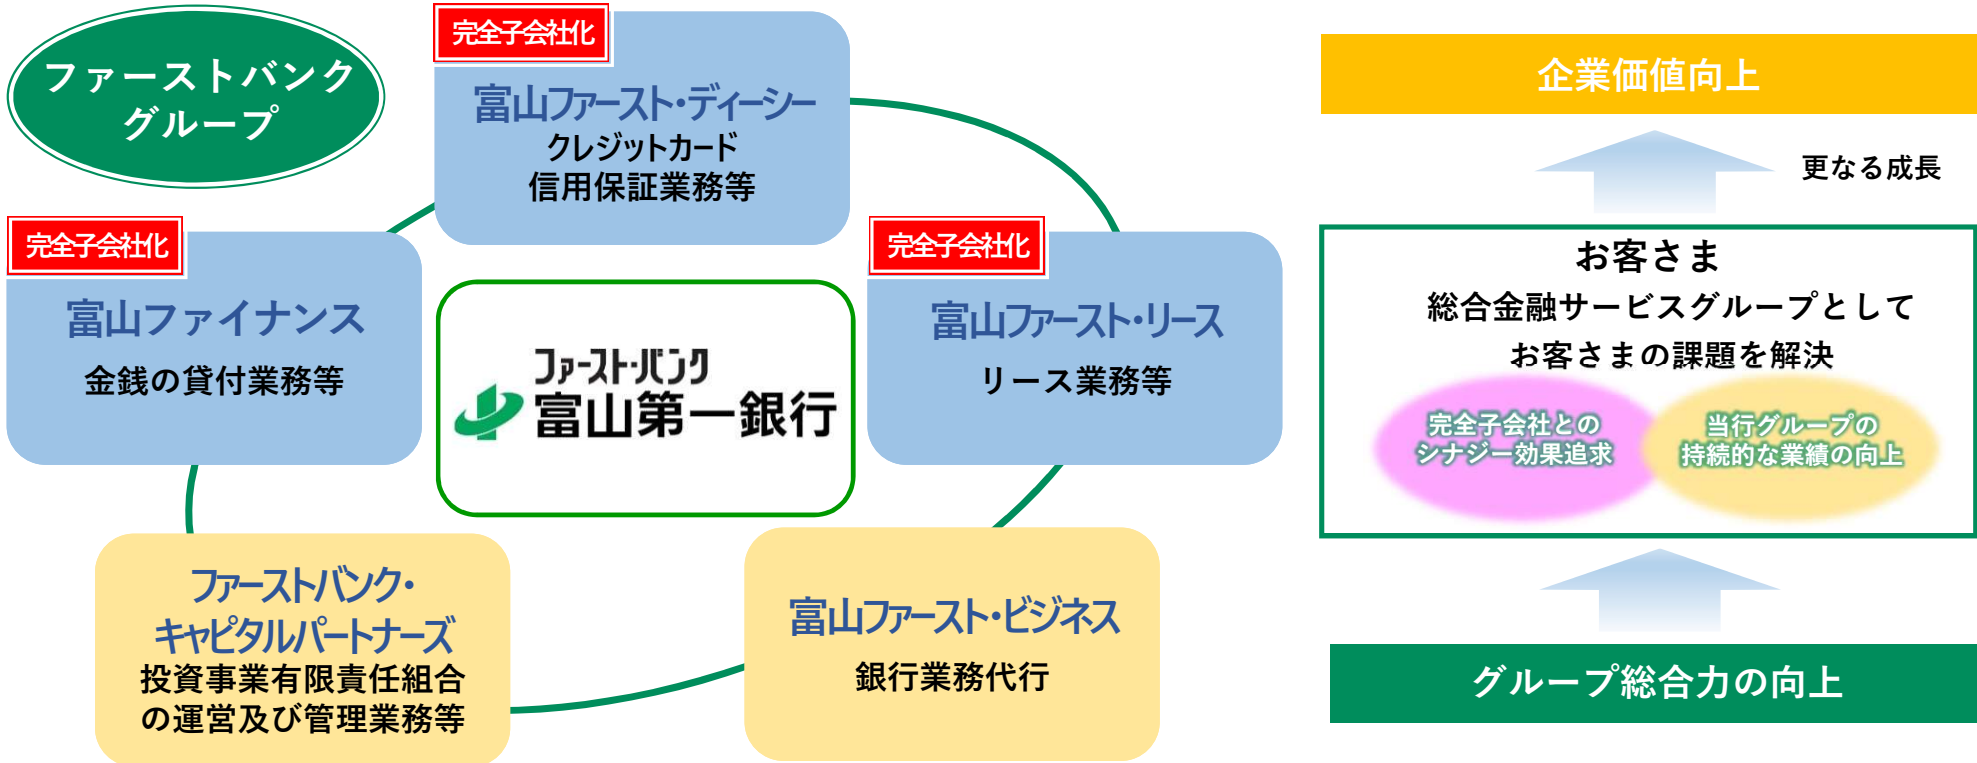 ファーストバンク
グループ
完全子会社化
富山ファースト・ディーシー
クレジットカード
信用保証業務等
完全子会社化
富山ファイナンス
金銭の貸付業務等
ファースト・バンク
富山第一銀行
完全子会社化
富山ファースト・リース
リース業務等
ファーストバンク・
キャピタルパートナーズ
投資事業有限責任組合
の運営及び管理業務等
富山ファースト・ビジネス
銀行業務代行
企業価値向上
更なる成長
お客さま
総合金融サービスグループとして
お客さまの課題を解決
完全子会社との
シナジー効果追求
当行グループの
持続的な業績の向上
グループ総合力の向上